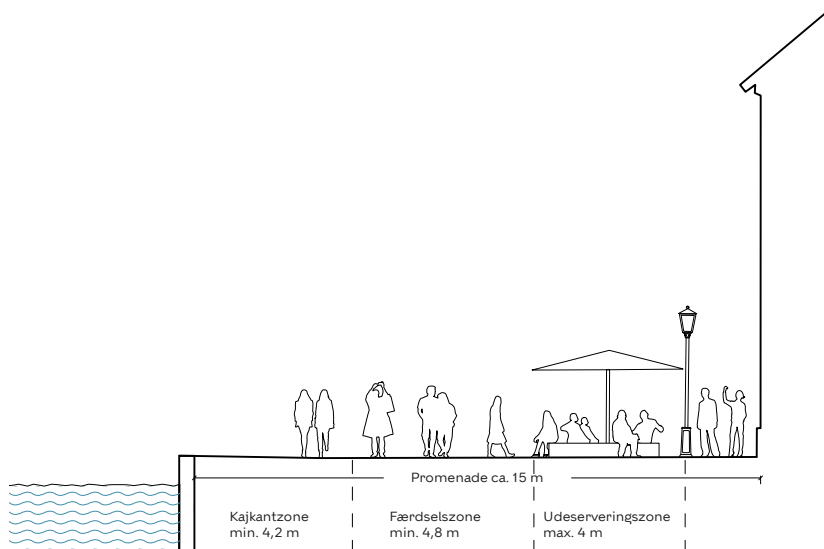 Promenade ca. 15 m
Kajkantzone
min. 4,2 m
Færdselszone
min. 4,8 m
Udeserveringszone
max. 4 m